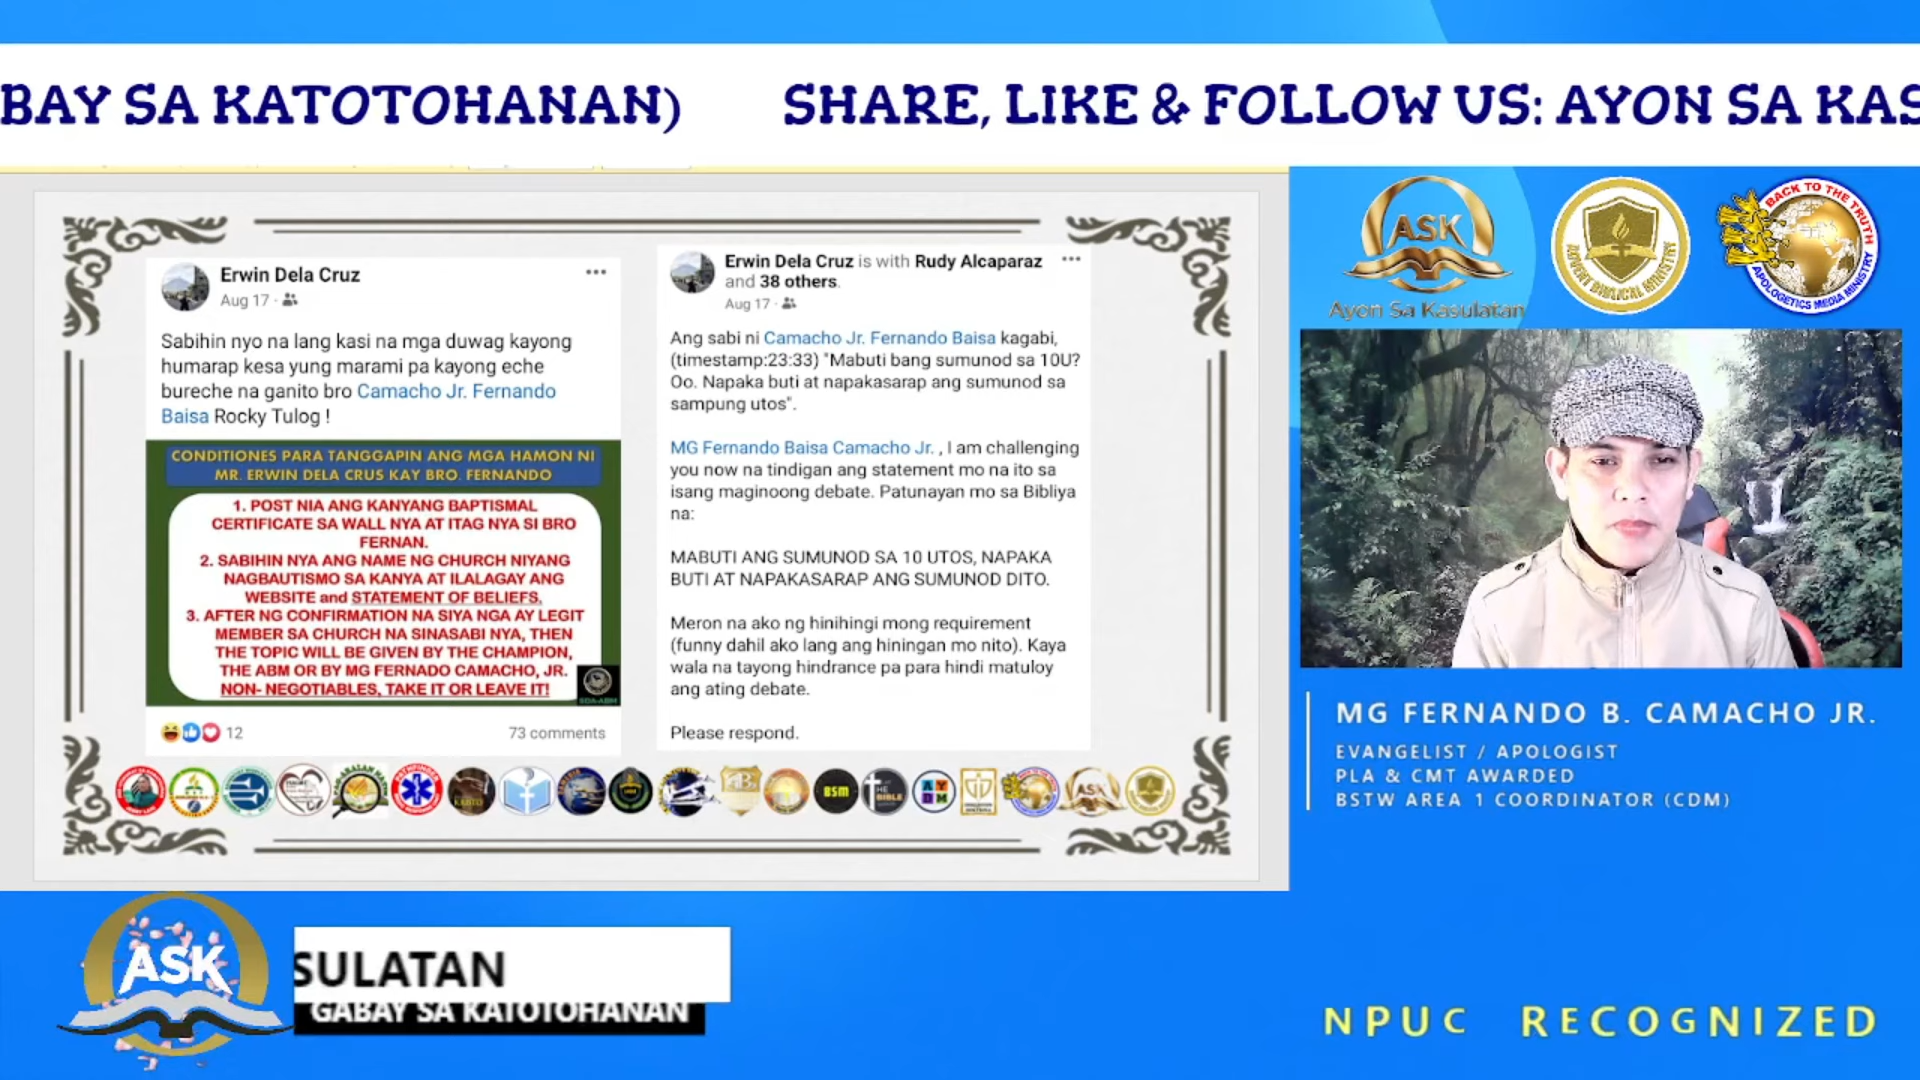 BAY SA KATOTOHANAN) SHARE, LIKE & FOLLOW US: AYON SA KAS
Erwin Dela Cruz
Aug 17
Sabihin nyo na lang kasi na mga duwag kayong
humarap kesa yung marami pa kayong eche
bureche na ganito bro Camacho Jr. Fernando
Baisa Rocky Tulog !
CONDITIONES PARA TANGGAPIN ANG MGA HAMON NI
MR. ERWIN DELA CRUS KAY BRO. FERNANDO
1. POST NIA ANG KANYANG BAPTISMAL
CERTIFICATE SA WALL NYA AT ITAG NYA SI BRO
FERNAN.
2. SABIHIN NYA ANG NAME NG CHURCH NIYANG
NAGBAUTISMO SA KANYA AT ILALAGAY ANG
WEBSITE and STATEMENT OF BELIEFS.
3. AFTER NG CONFIRMATION NA SIYA NGA AY LEGIT
MEMBER SA CHURCH NA SINASABI NYA, THEN
THE TOPIC WILL BE GIVEN BY THE CHAMPION,
THE ABM OR BY MG FERNADO CAMACHO, JR.
NON- NEGOTIABLES, TAKE IT OR LEAVE IT!
SDA-ABM
12
73 comments
Erwin Dela Cruz is with Rudy Alcaparaz
and 38 others.
Aug 17
Ang sabi ni Camacho Jr. Fernando Baisa kagabi,
(timestamp:23:33) "Mabuti bang sumunod sa 10U?
Oo. Napaka buti at napakasarap ang sumunod sa
sampung utos".
MG Fernando Baisa Camacho Jr. , I am challenging
you now na tindigan ang statement mo na ito sa
isang maginoong debate. Patunayan mo sa Bibliya
na:
MABUTI ANG SUMUNOD SA 10 UTOS, NAPAKA
BUTI AT NAPAKASARAP ANG SUMUNOD DITO.
Meron na ako ng hinihingi mong requirement
(funny dahil ako lang ang hiningan mo nito). Kaya
wala na tayong hindrance pa para hindi matuloy
ang ating debate.
Please respond.
BSM
ASK
Ayon Sa Kasulatan
ADVENT BIBLICAL MINISTRY
BACK TO THE TRUTH
APOLOGETICS MEDIA MINISTRY
MG FERNANDO B. CAMACHO JR.
EVANGELIST / APOLOGIST
PLA & CMT AWARDED
BSTW AREA 1 COORDINATOR (CDM)
ASK
SULATAN
GABAY SA KATOTOHANAN
NPUC RECOGNIZED